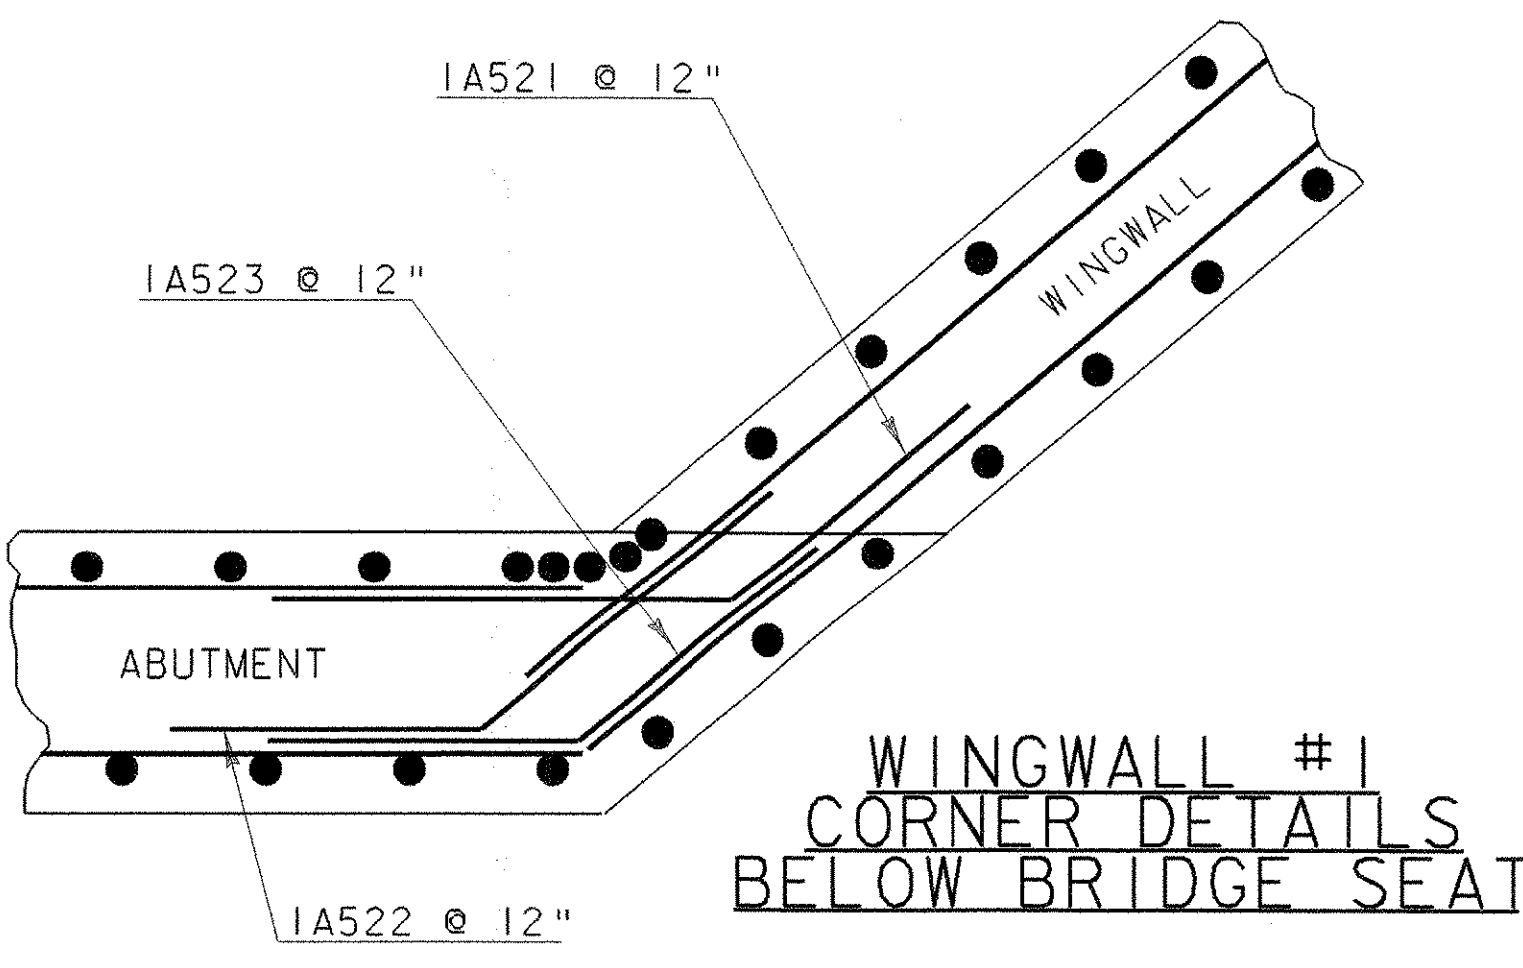 1A521 @ 12"
1A523 @ 12"
WINGWALL
ABUTMENT
1A522 @ 12"
WINGWALL #1
CORNER DETAILS
BELOW BRIDGE SEAT